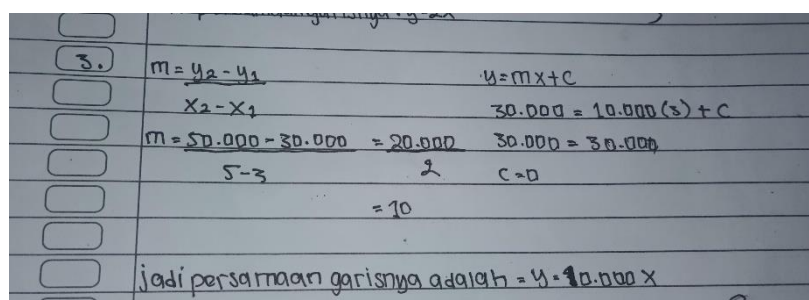 3.
m = y2 - y1
x2 - x1
m = 50.000 - 30.000 = 20.000
5-3 2
= 10
y = mx + c
30.000 = 10.000 (3) + c
30.000 = 30.000
c = 0
jadi persamaan garisnya adalah = y = 10.000 x